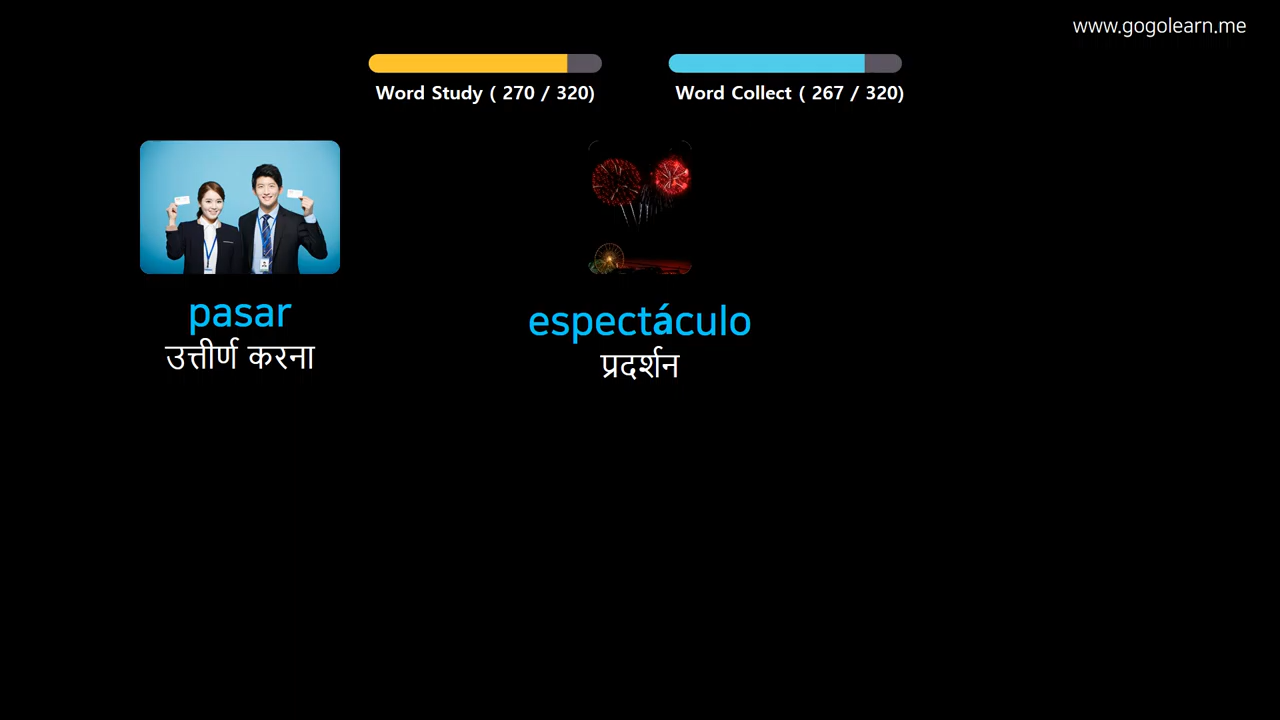 www.gogolearn.me
Word Study ( 270 / 320)
Word Collect ( 267 / 320)
pasar
उत्तीर्ण करना
espectáculo
प्रदर्शन